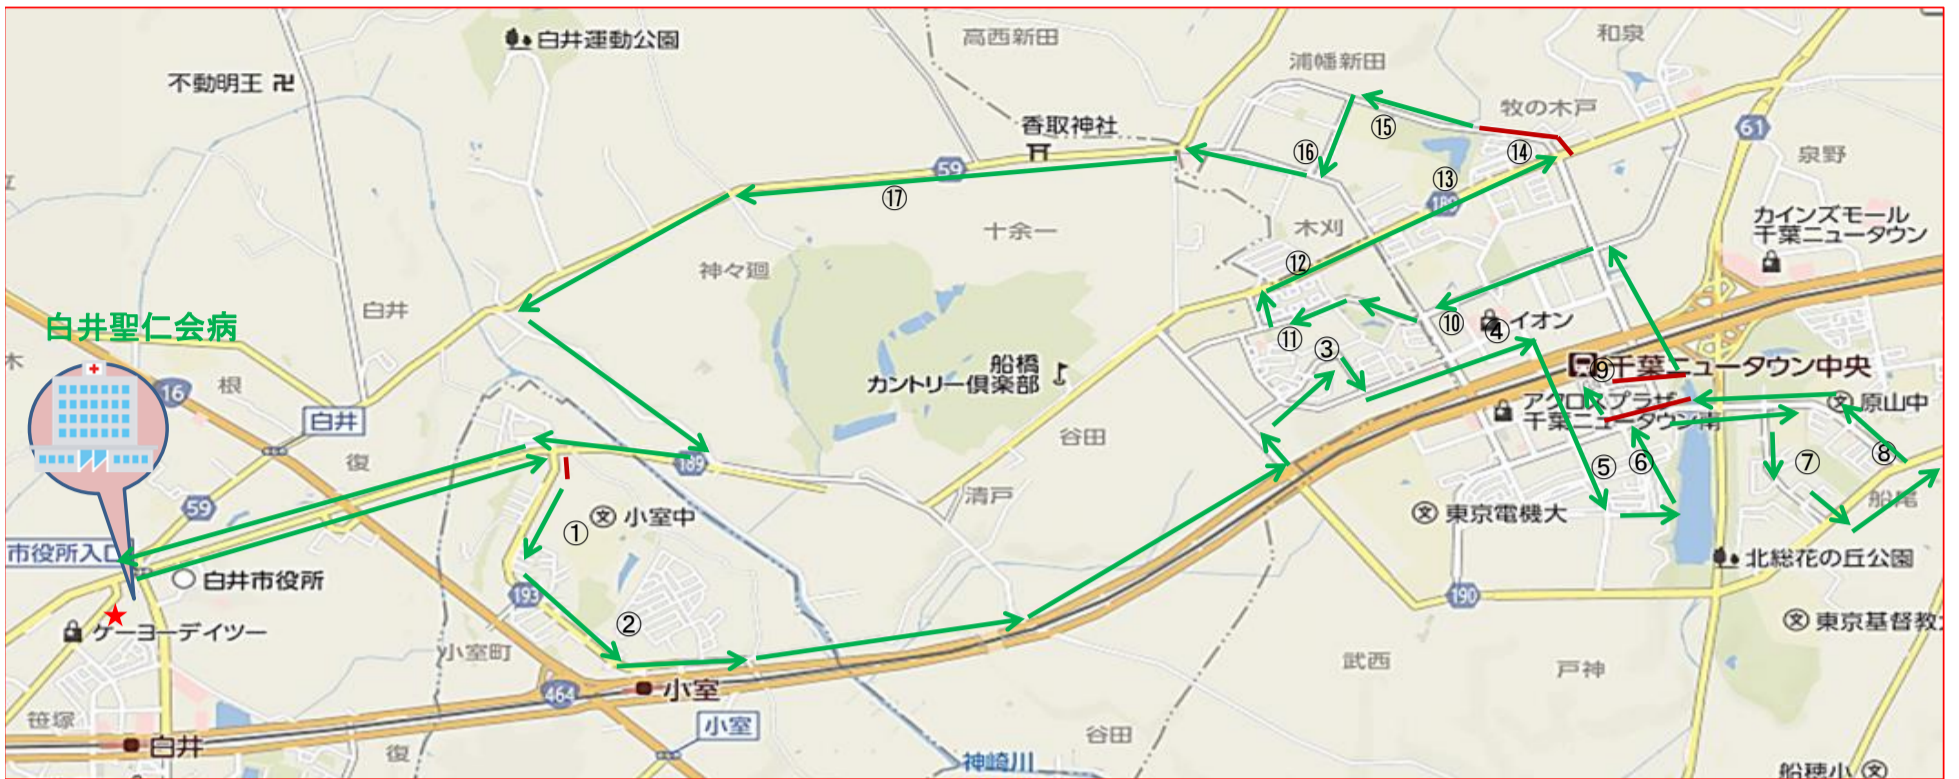 白井運動公園
高西新田
和泉
浦幡新田
不動明王
牧の木戸
香取神社
61
泉野
59
⑰
⑯
⑮
⑭
⑬
189
カインズモール
千葉ニュータウン
十余一
木刈
神々廻
⑫
白井
白井聖仁会病
木
⑩
イオン
④
⑪
③
船橋
カントリー倶楽部
千葉ニュータウン中央
⑨
16
根
白井
アクロスプラザ
千葉ニュータウン南
原山中
復
谷田
189
⑤
⑥
⑦
⑧
清戸
船尾
59
小室中
①
東京電機大
市役所入口
白井市役所
北総花の丘公園
193
190
ケーヨーデイツー
②
東京基督教大
小室町
武西
戸神
464
小室
笹塚
小室
白井
復
谷田
神崎川
船穂小